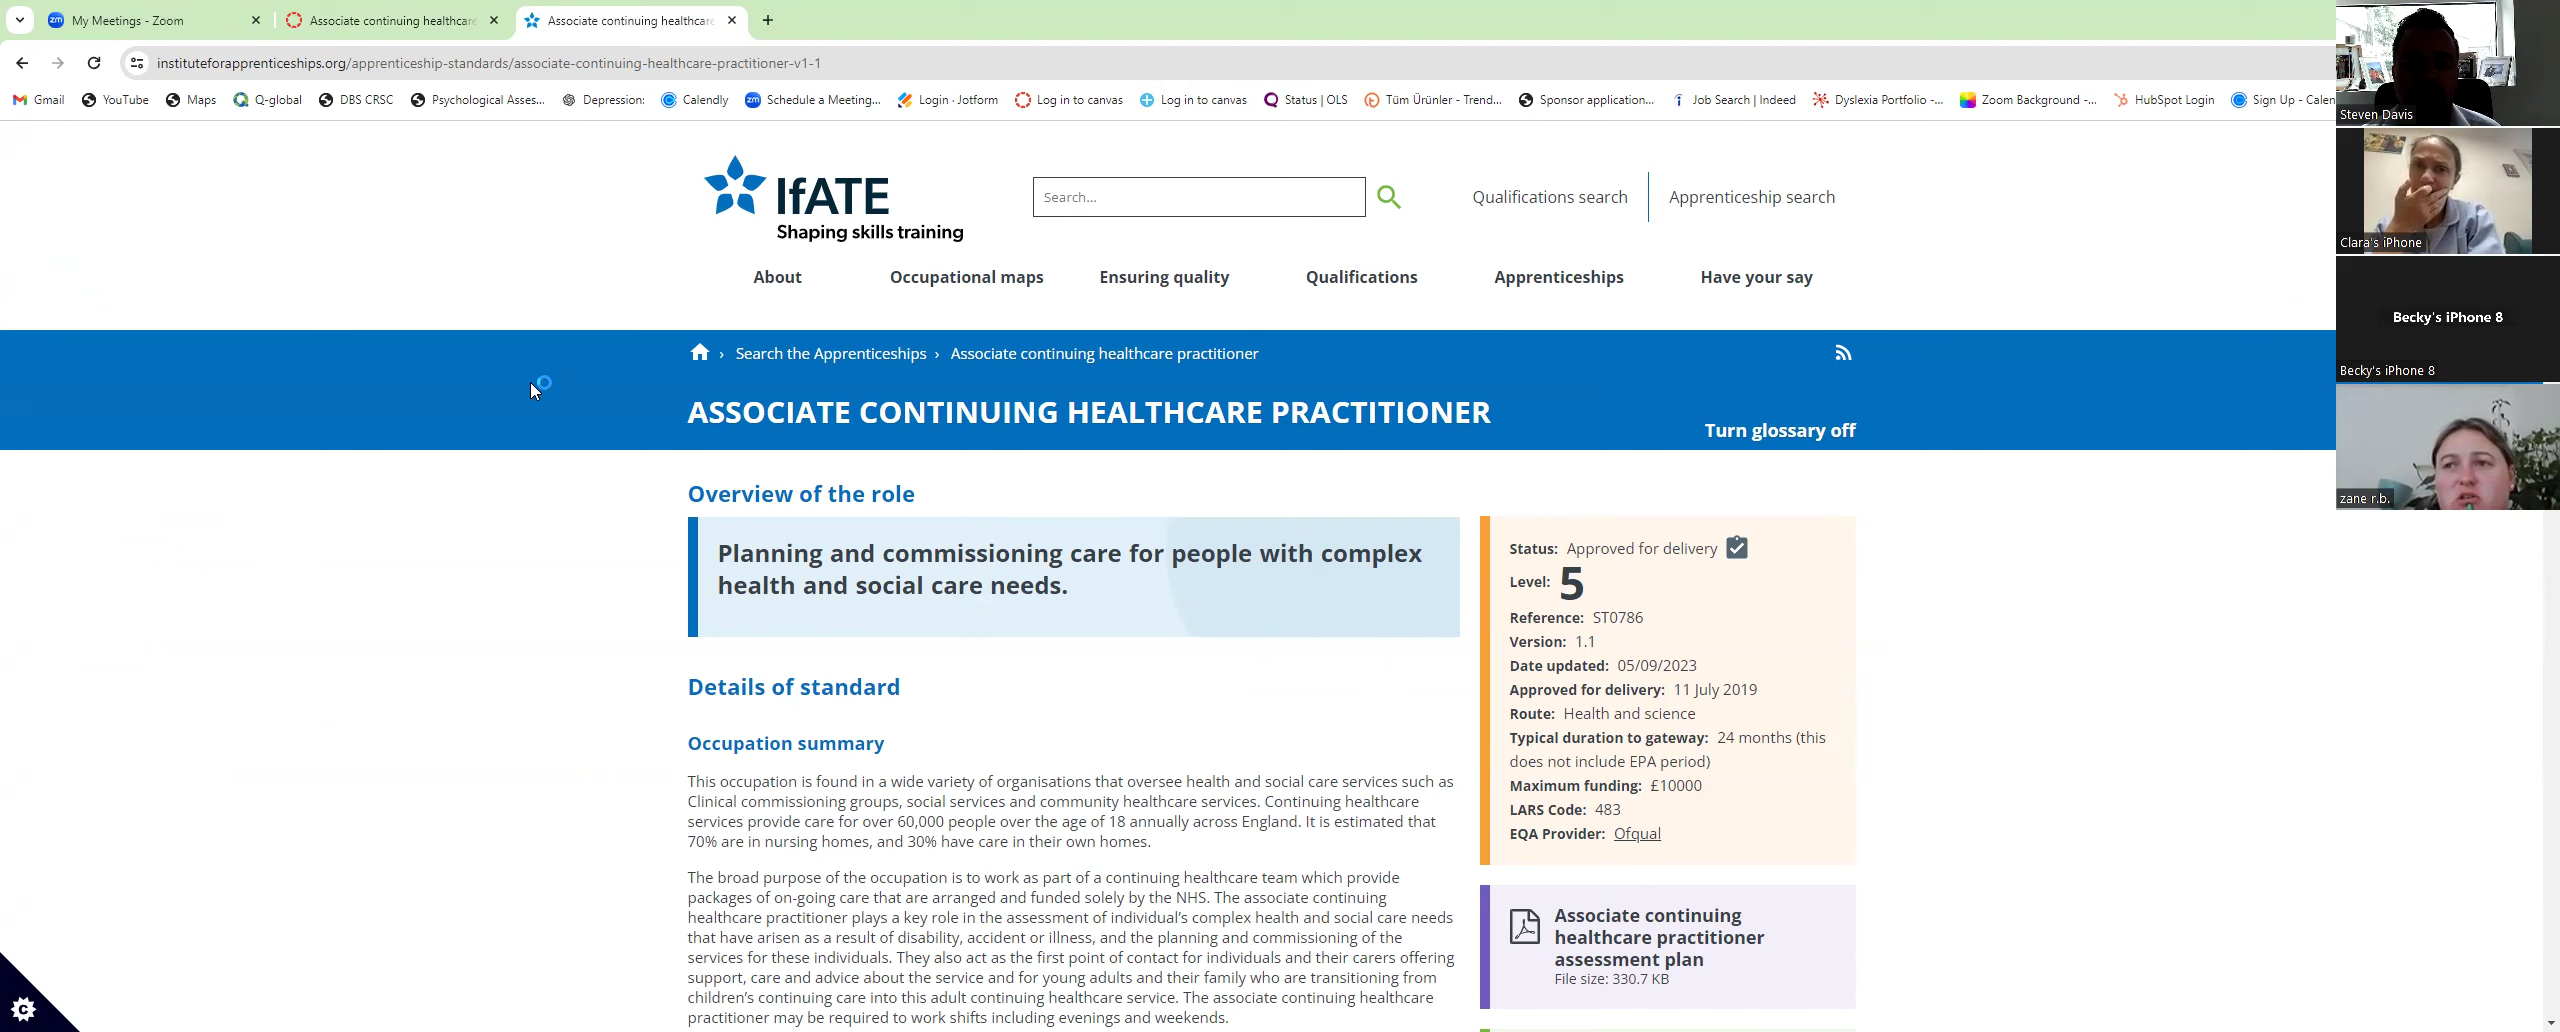 My Meetings - Zoom
Associate continuing healthcare
Associate continuing healthcare
instituteforapprenticeships.org/apprenticeship-standards/associate-continuing-healthcare-practitioner-v1-1
Gmail YouTube Maps Q-global DBS CRSC Psychological Asses... Depression: Calendly Schedule a Meeting... Login · Jotform Log in to canvas Log in to canvas Status | OLS Tüm Ürünler - Trend... Sponsor application... Job Search | Indeed Dyslexia Portfolio -... Zoom Background -... HubSpot Login Sign Up - Calen
Steven Davis
Clara's iPhone
Becky's iPhone 8
Becky's iPhone 8
zane r.b.
IfATE
Shaping skills training
Search...
Qualifications search
Apprenticeship search
About Occupational maps Ensuring quality Qualifications Apprenticeships Have your say
› Search the Apprenticeships › Associate continuing healthcare practitioner
ASSOCIATE CONTINUING HEALTHCARE PRACTITIONER
Turn glossary off
Overview of the role
Planning and commissioning care for people with complex
health and social care needs.
Details of standard
Occupation summary
This occupation is found in a wide variety of organisations that oversee health and social care services such as
Clinical commissioning groups, social services and community healthcare services. Continuing healthcare
services provide care for over 60,000 people over the age of 18 annually across England. It is estimated that
70% are in nursing homes, and 30% have care in their own homes.
The broad purpose of the occupation is to work as part of a continuing healthcare team which provide
packages of on-going care that are arranged and funded solely by the NHS. The associate continuing
healthcare practitioner plays a key role in the assessment of individual's complex health and social care needs
that have arisen as a result of disability, accident or illness, and the planning and commissioning of the
services for these individuals. They also act as the first point of contact for individuals and their carers offering
support, care and advice about the service and for young adults and their family who are transitioning from
children's continuing care into this adult continuing healthcare service. The associate continuing healthcare
practitioner may be required to work shifts including evenings and weekends.
Status: Approved for delivery
Level: 5
Reference: ST0786
Version: 1.1
Date updated: 05/09/2023
Approved for delivery: 11 July 2019
Route: Health and science
Typical duration to gateway: 24 months (this
does not include EPA period)
Maximum funding: £10000
LARS Code: 483
EQA Provider: Ofqual
Associate continuing
healthcare practitioner
assessment plan
File size: 330.7 KB